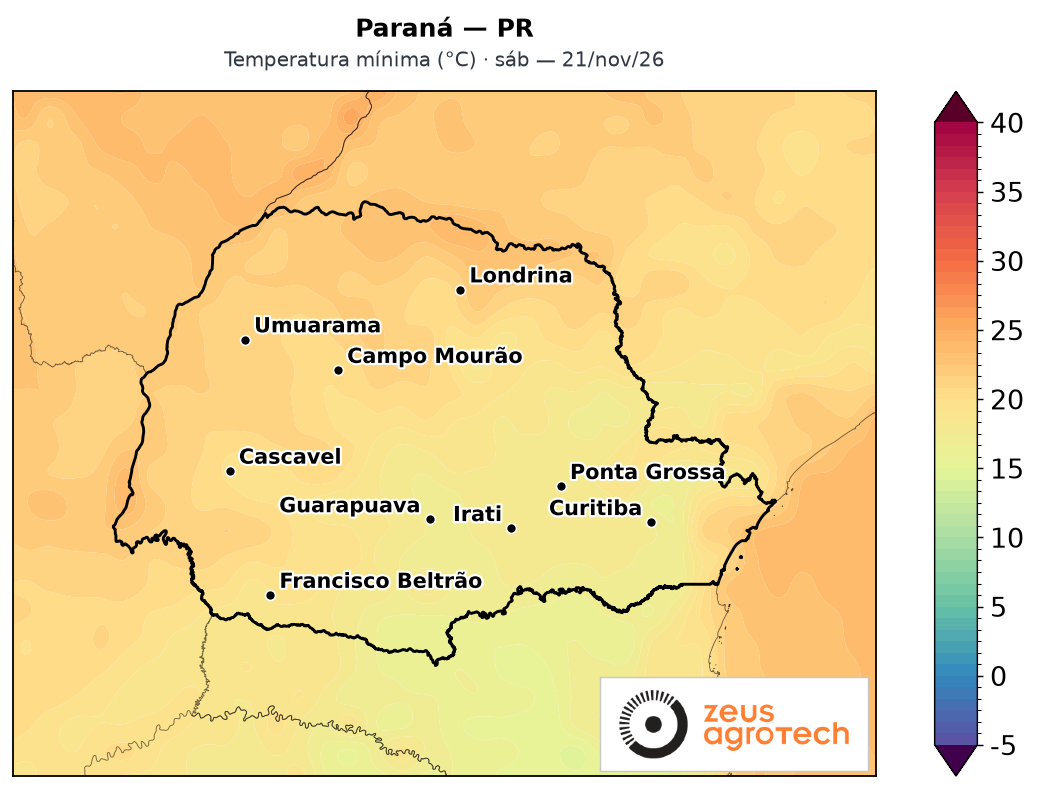 Paraná — PR
Temperatura mínima (°C) · sáb — 21/nov/26
Londrina
Umuarama
Campo Mourão
Cascavel
Ponta Grossa
Guarapuava
Irati
Curitiba
Francisco Beltrão
zeus
agrotech
40
35
30
25
20
15
10
5
0
-5